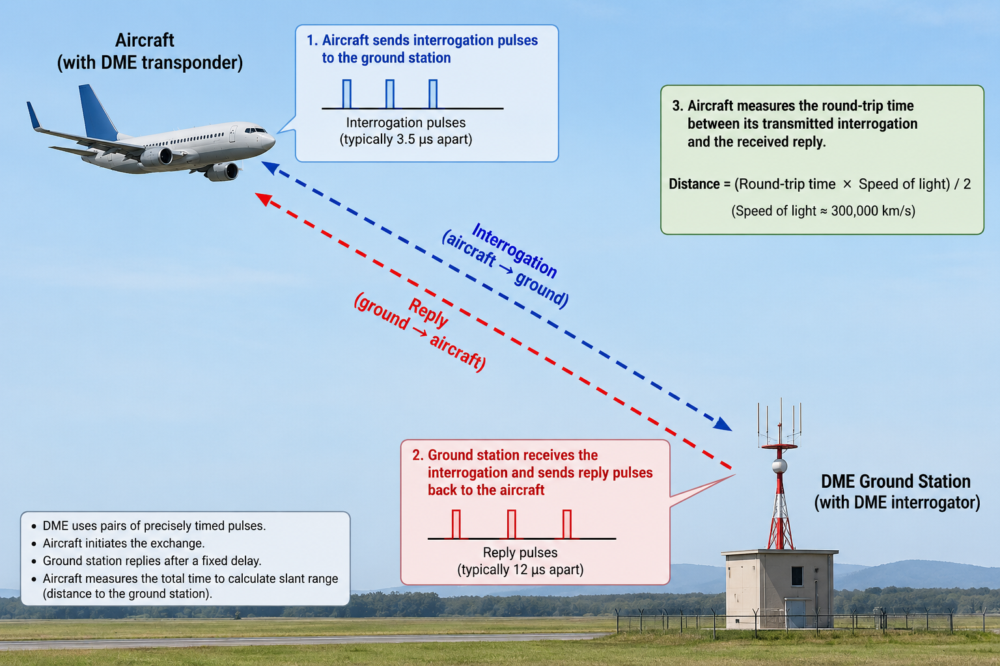 Aircraft
(with DME transponder)
1. Aircraft sends interrogation pulses
to the ground station
Interrogation pulses
(typically 3.5 µs apart)
3. Aircraft measures the round-trip time
between its transmitted interrogation
and the received reply.
Distance = (Round-trip time × Speed of light) / 2
(Speed of light ≈ 300,000 km/s)
Interrogation
(aircraft → ground)
Reply
(ground → aircraft)
2. Ground station receives the
interrogation and sends reply pulses
back to the aircraft
Reply pulses
(typically 12 µs apart)
DME Ground Station
(with DME interrogator)
• DME uses pairs of precisely timed pulses.
• Aircraft initiates the exchange.
• Ground station replies after a fixed delay.
• Aircraft measures the total time to calculate slant range
(distance to the ground station).